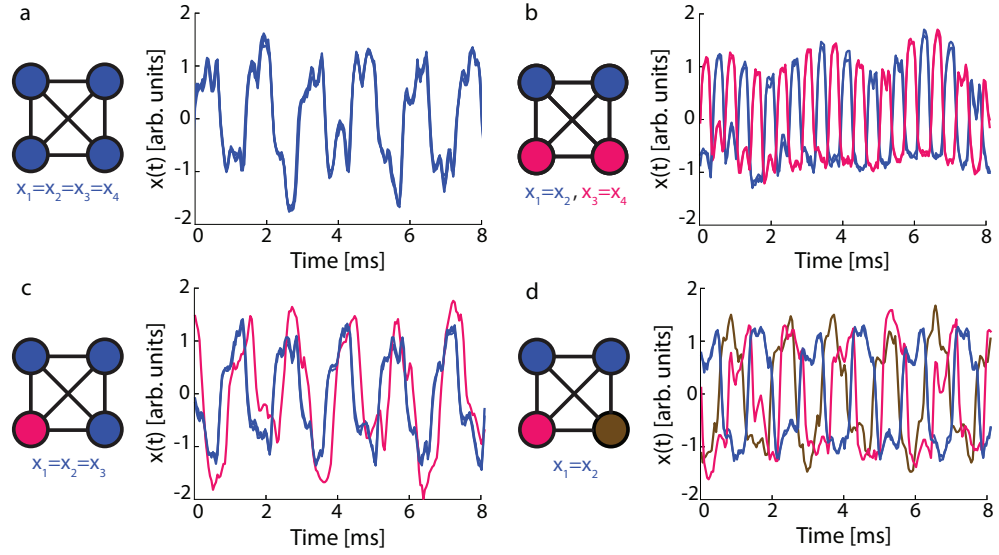 a
x(t) [arb. units]
2
1
0
-1
-2
0 2 4 6 8
Time [ms]
x1=x2=x3=x4
b
x(t) [arb. units]
2
1
0
-1
-2
0 2 4 6 8
Time [ms]
x1=x2, x3=x4
c
x(t) [arb. units]
2
1
0
-1
-2
0 2 4 6 8
Time [ms]
x1=x2=x3
d
x(t) [arb. units]
2
1
0
-1
-2
0 2 4 6 8
Time [ms]
x1=x2